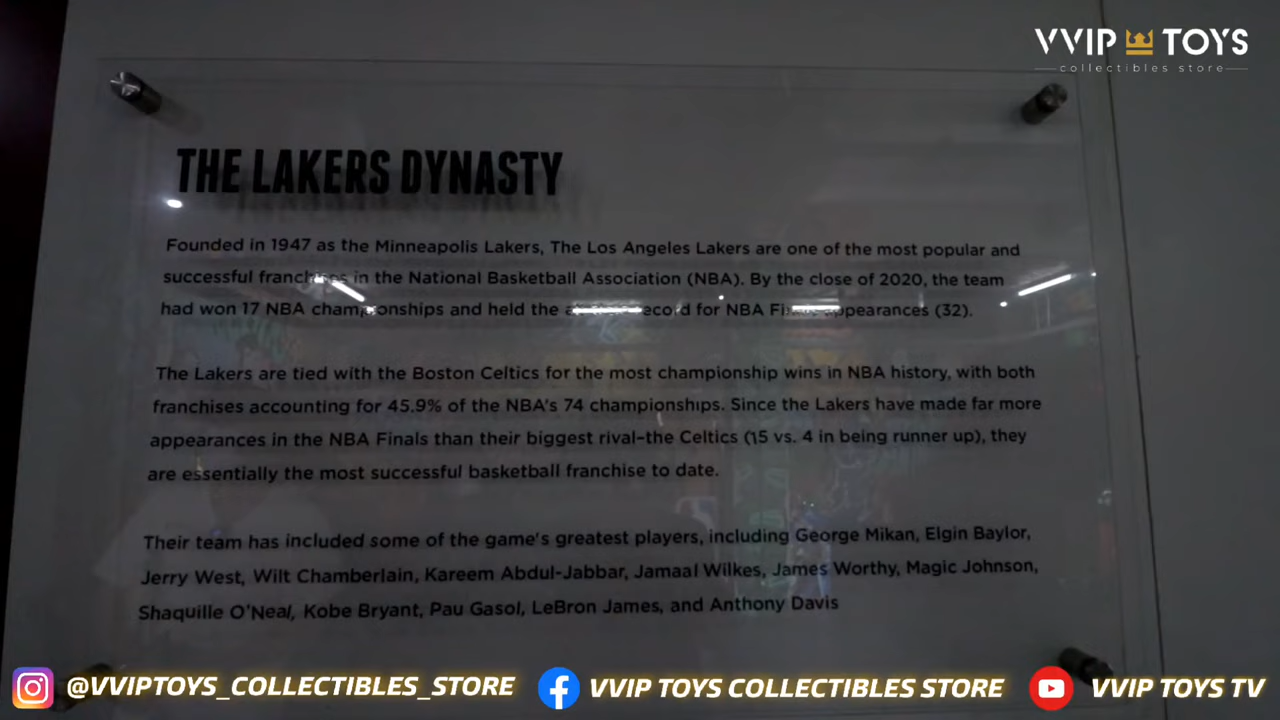 VVIP TOYS
collectibles store
THE LAKERS DYNASTY
Founded in 1947 as the Minneapolis Lakers, The Los Angeles Lakers are one of the most popular and
successful franchises in the National Basketball Association (NBA). By the close of 2020, the team
had won 17 NBA championships and held the record for NBA Finals appearances (32).
The Lakers are tied with the Boston Celtics for the most championship wins in NBA history, with both
franchises accounting for 45.9% of the NBA's 74 championships. Since the Lakers have made far more
appearances in the NBA Finals than their biggest rival–the Celtics (15 vs. 4 in being runner up), they
are essentially the most successful basketball franchise to date.
Their team has included some of the game's greatest players, including George Mikan, Elgin Baylor,
Jerry West, Wilt Chamberlain, Kareem Abdul-Jabbar, Jamaal Wilkes, James Worthy, Magic Johnson,
Shaquille O'Neal, Kobe Bryant, Pau Gasol, LeBron James, and Anthony Davis
@VVIPTOYS_COLLECTIBLES_STORE VVIP TOYS COLLECTIBLES STORE VVIP TOYS TV